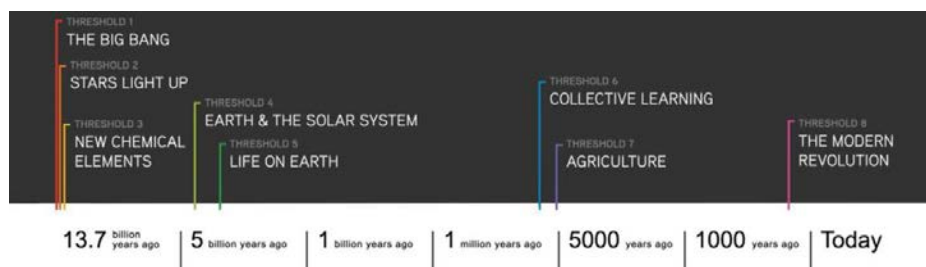 THRESHOLD 1
THE BIG BANG
THRESHOLD 2
STARS LIGHT UP
THRESHOLD 3
NEW CHEMICAL
ELEMENTS
THRESHOLD 4
EARTH & THE SOLAR SYSTEM
THRESHOLD 5
LIFE ON EARTH
THRESHOLD 6
COLLECTIVE LEARNING
THRESHOLD 7
AGRICULTURE
THRESHOLD 8
THE MODERN
REVOLUTION
13.7 billion years ago
5 billion years ago
1 billion years ago
1 million years ago
5000 years ago
1000 years ago
Today